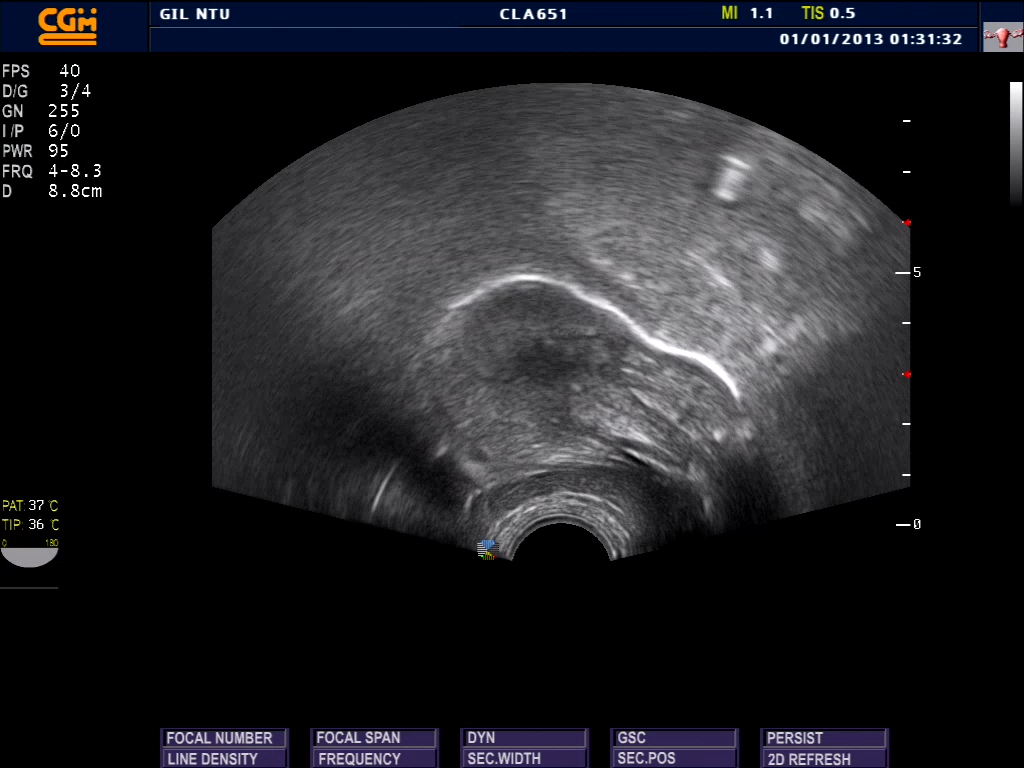 CGM
GIL NTU CLA651 MI 1.1 TIS 0.5
01/01/2013 01:31:32
FPS 40
D/G 3/4
GN 255
I/P 6/0
PWR 95
FRQ 4-8.3
D 8.8cm
5
PAT: 37 °C
TIP: 36 °C
0 180
0
FOCAL NUMBER FOCAL SPAN DYN GSC PERSIST
LINE DENSITY FREQUENCY SEC.WIDTH SEC.POS 2D REFRESH